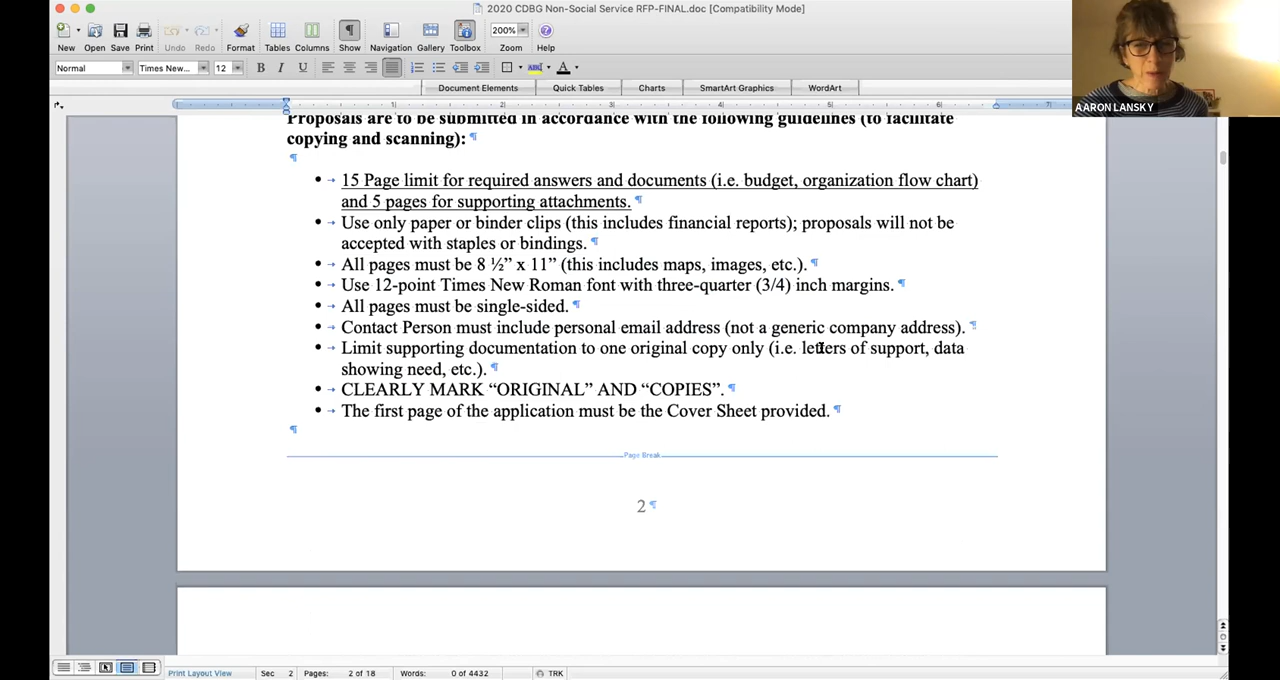 2020 CDBG Non-Social Service RFP-FINAL.doc [Compatibility Mode]
200%
New Open Save Print Undo Redo Format Tables Columns Show Navigation Gallery Toolbox Zoom Help
Normal Times New... 12 B I U ABC A
Document Elements Quick Tables Charts SmartArt Graphics WordArt
AARON LANSKY
1 2 3 4 5 6 7
Proposals are to be submitted in accordance with the following guidelines (to facilitate
copying and scanning): ¶
¶
• → 15 Page limit for required answers and documents (i.e. budget, organization flow chart)
and 5 pages for supporting attachments. ¶
• → Use only paper or binder clips (this includes financial reports); proposals will not be
accepted with staples or bindings. ¶
• → All pages must be 8 ½” x 11” (this includes maps, images, etc.). ¶
• → Use 12-point Times New Roman font with three-quarter (3/4) inch margins. ¶
• → All pages must be single-sided. ¶
• → Contact Person must include personal email address (not a generic company address). ¶
• → Limit supporting documentation to one original copy only (i.e. letters of support, data
showing need, etc.). ¶
• → CLEARLY MARK “ORIGINAL” AND “COPIES”. ¶
• → The first page of the application must be the Cover Sheet provided. ¶
¶
Page Break
2 ¶
Print Layout View Sec 2 Pages: 2 of 18 Words: 0 of 4432 TRK